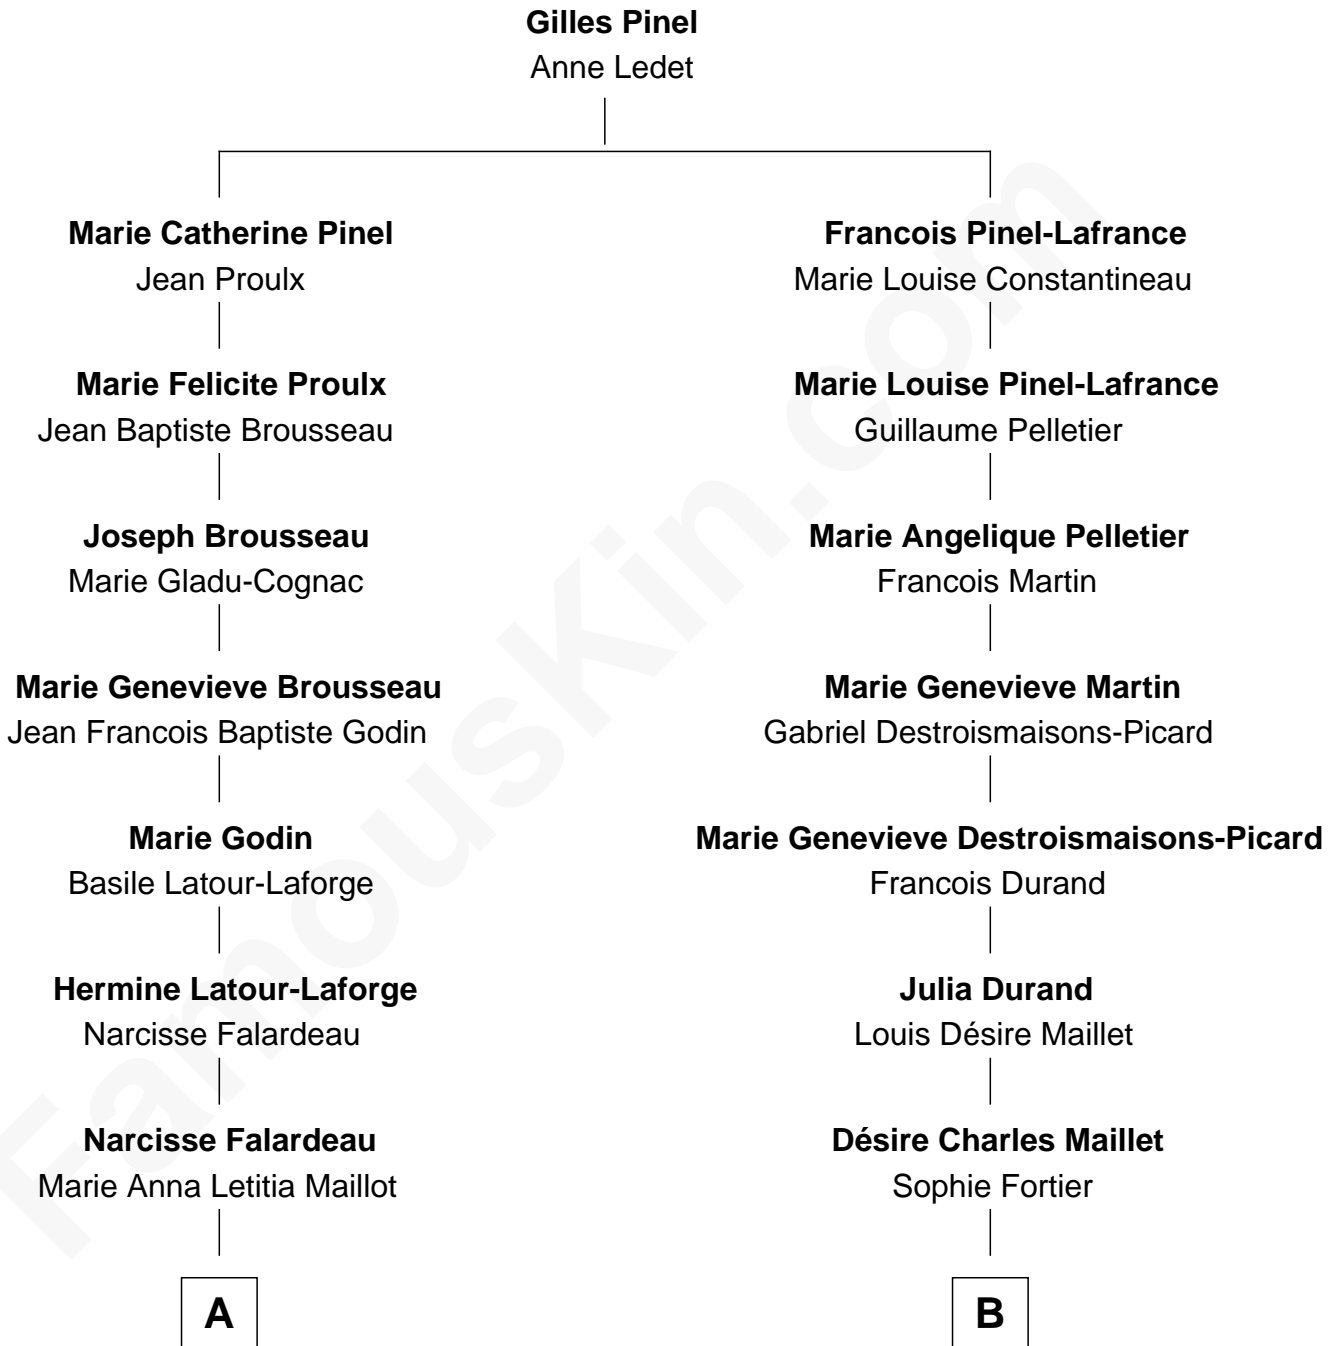 Gilles Pinel
Anne Ledet
Marie Catherine Pinel
Jean Proulx
Francois Pinel-Lafrance
Marie Louise Constantineau
Marie Felicite Proulx
Jean Baptiste Brousseau
Marie Louise Pinel-Lafrance
Guillaume Pelletier
Joseph Brousseau
Marie Gladu-Cognac
Marie Angelique Pelletier
Francois Martin
Marie Genevieve Brousseau
Jean Francois Baptiste Godin
Marie Genevieve Martin
Gabriel Destroismaisons-Picard
Marie Godin
Basile Latour-Laforge
Marie Genevieve Destroismaisons-Picard
Francois Durand
Hermine Latour-Laforge
Narcisse Falardeau
Julia Durand
Louis Désire Maillet
Narcisse Falardeau
Marie Anna Letitia Maillot
Désire Charles Maillet
Sophie Fortier
A
B
FamousKin.com